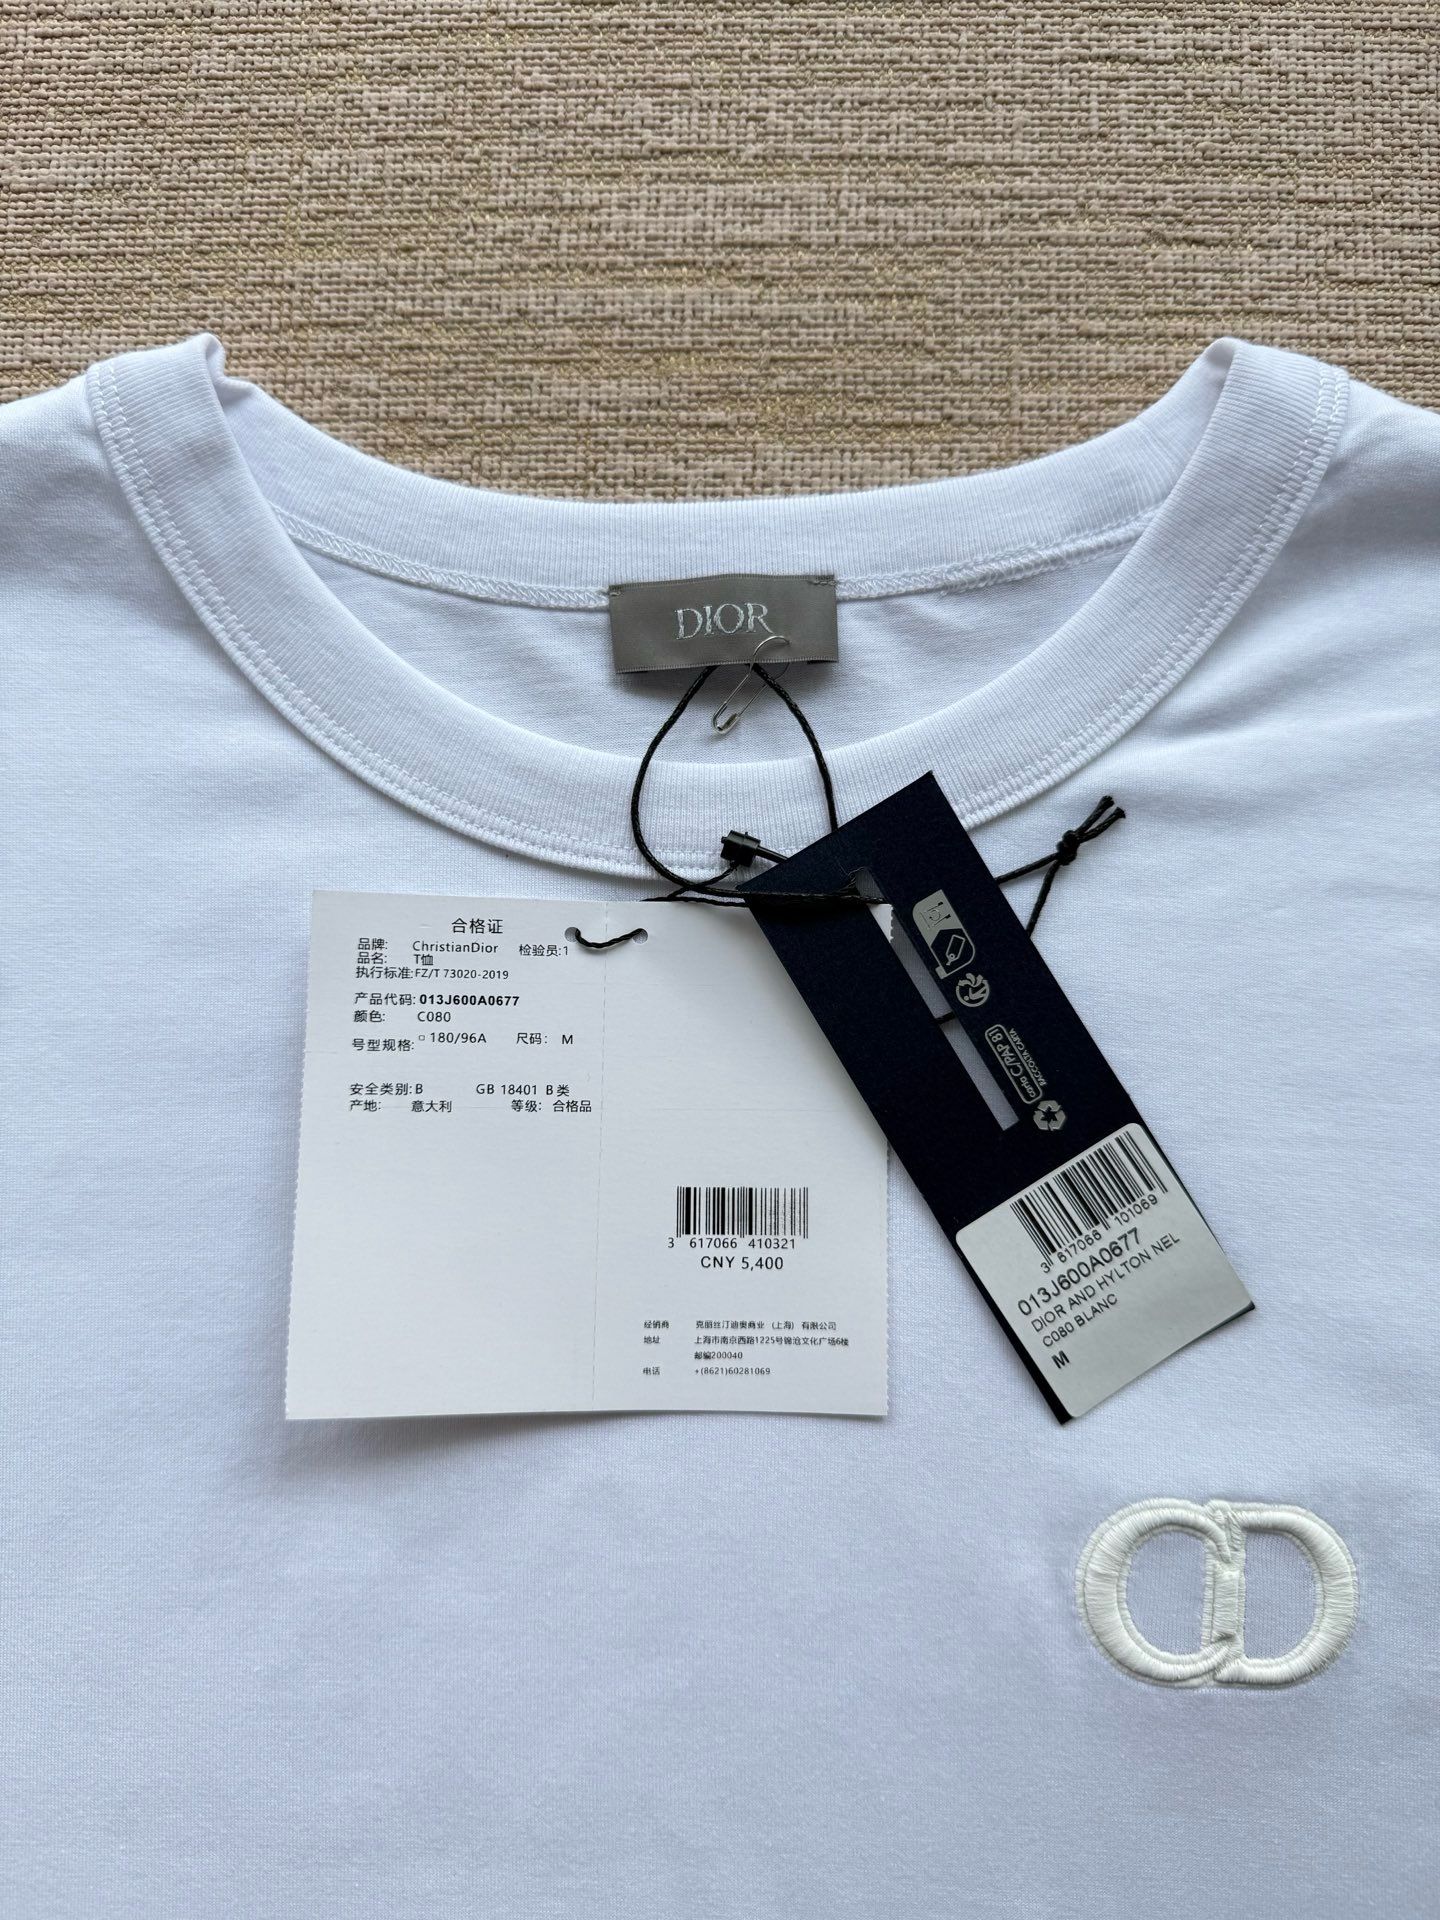 DIOR
合格证
品牌: ChristianDior 检验员:1
品名: T恤
执行标准:FZ/T 73020-2019
产品代码: 013J600A0677
颜色: C080
号型规格: 180/96A 尺码: M
安全类别: B GB 18401 B 类
产地: 意大利 等级: 合格品
3 617066 410321
CNY 5,400
经销商 克丽丝汀迪奥商业 (上海) 有限公司
地址 上海市南京西路1225号锦沧文化广场6楼
邮编200040
电话 +(8621)60281069
carta C/PAP 81
RACCOLTA CARTA
3 617066 101069
013J600A0677
DIOR AND HYLTON NEL
C080 BLANC
M
CD